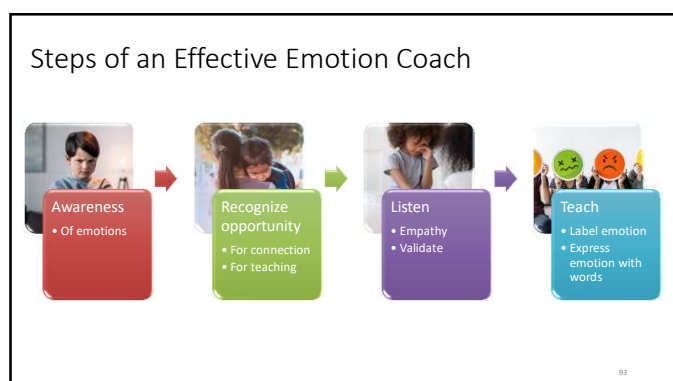 Steps of an Effective Emotion Coach
Awareness
• Of emotions
Recognize
opportunity
• For connection
• For teaching
Listen
• Empathy
• Validate
Teach
• Label emotion
• Express
emotion with
words
93